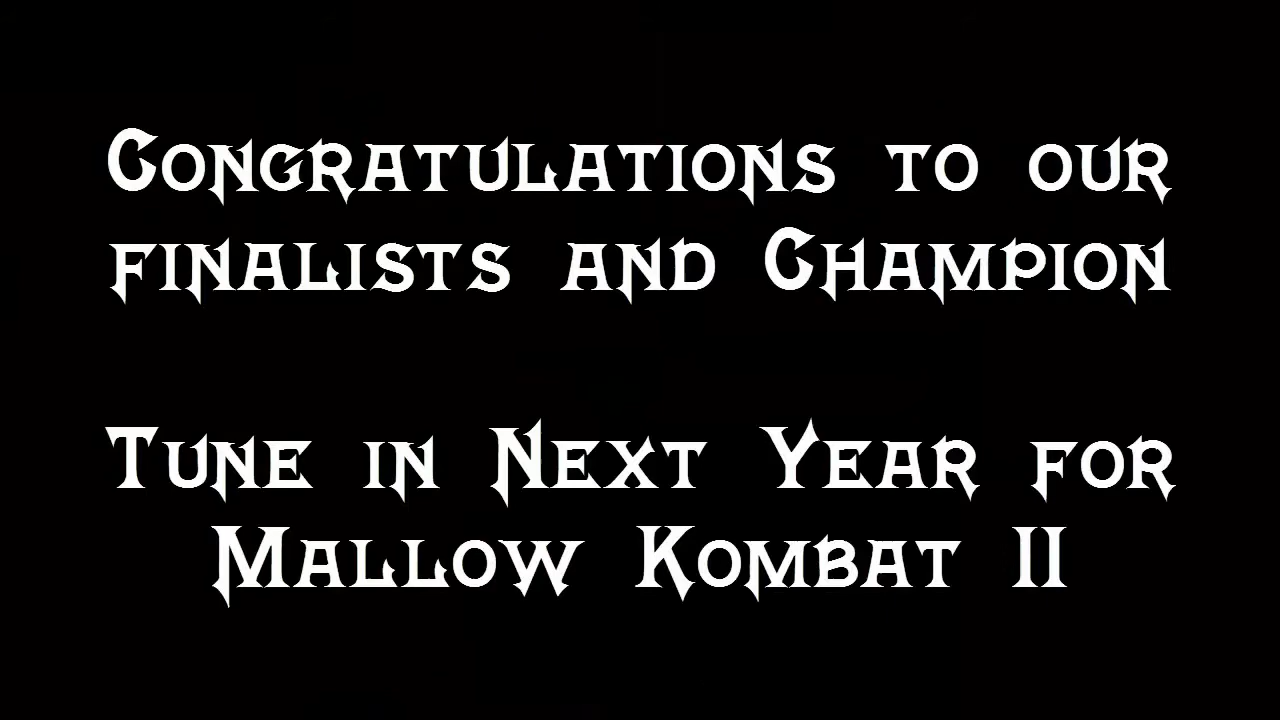 Congratulations to our
finalists and Champion
Tune in Next Year for
Mallow Kombat II